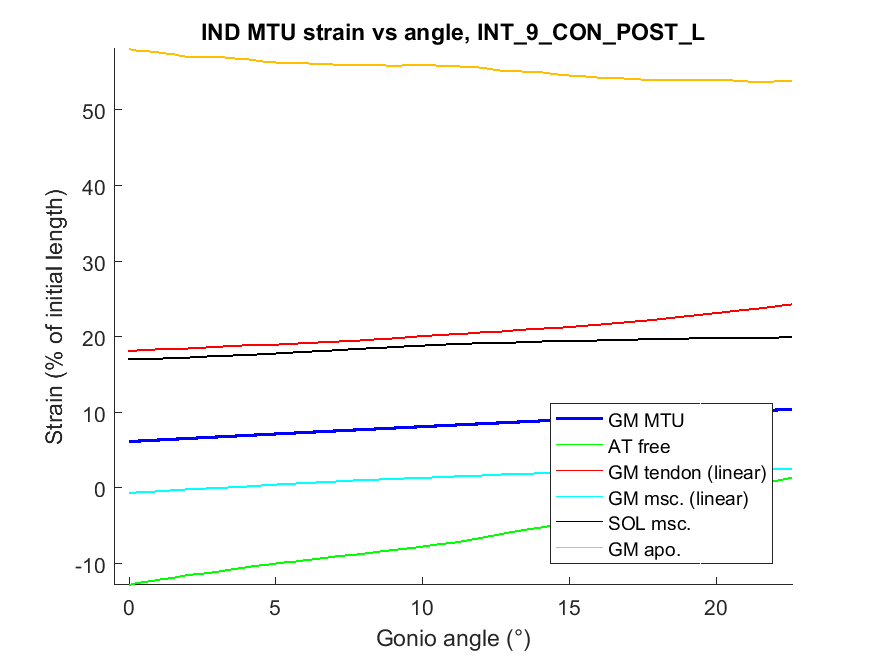 IND MTU strain vs angle, INT_9_CON_POST_L
Strain (% of initial length)
50
40
30
20
10
0
-10
GM MTU
AT free
GM tendon (linear)
GM msc. (linear)
SOL msc.
GM apo.
0 5 10 15 20
Gonio angle (°)